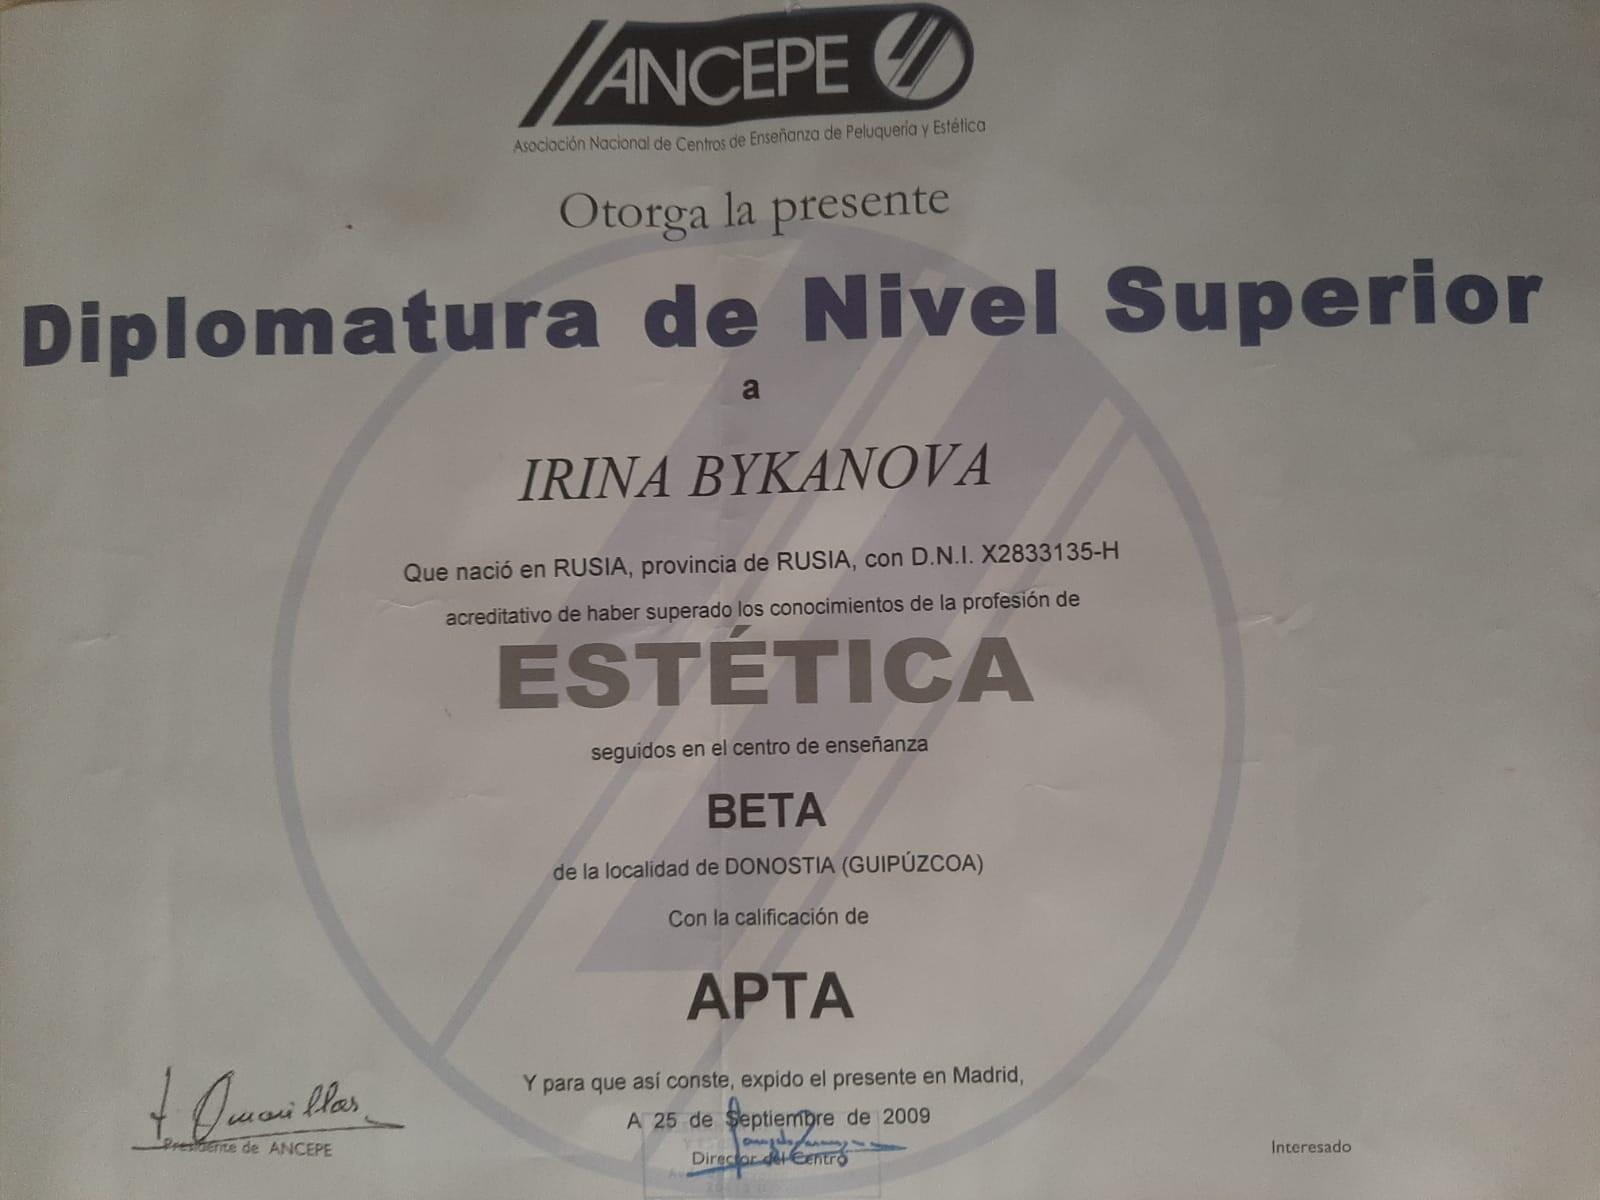 ANCEPE
Asociación Nacional de Centros de Enseñanza de Peluquería y Estética
Otorga la presente
Diplomatura de Nivel Superior
a
IRINA BYKANOVA
Que nació en RUSIA, provincia de RUSIA, con D.N.I. X2833135-H
acreditativo de haber superado los conocimientos de la profesión de
ESTÉTICA
seguidos en el centro de enseñanza
BETA
de la localidad de DONOSTIA (GUIPÚZCOA)
Con la calificación de
APTA
Y para que así conste, expido el presente en Madrid,
A 25 de Septiembre de 2009
Presidente de ANCEPE
Director del Centro
Interesado